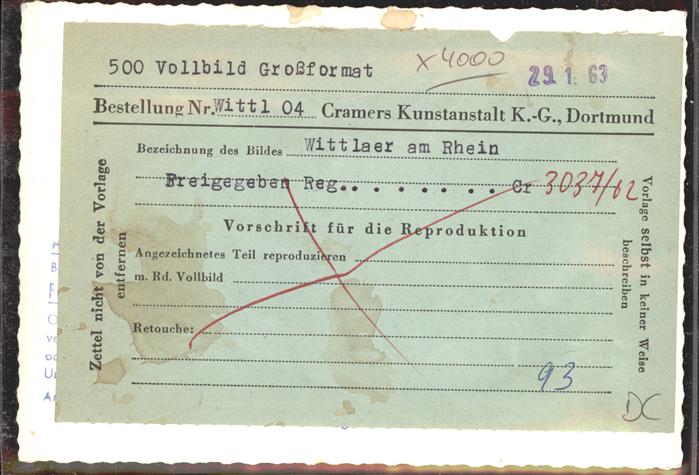 500 Vollbild Großformat x 4000 29.1.63
Bestellung Nr. Wittl 04 Cramers Kunstanstalt K.-G., Dortmund
Bezeichnung des Bildes Wittlaer am Rhein
Freigegeben Reg. . . . . . . . Cr 3037/62
Vorschrift für die Reproduktion
Angezeichnetes Teil reproduzieren
m. Rd. Vollbild
Retouche:
93
DC
Zettel nicht von der Vorlage
entfernen
Vorlage selbst in keiner Weise
beschreiben